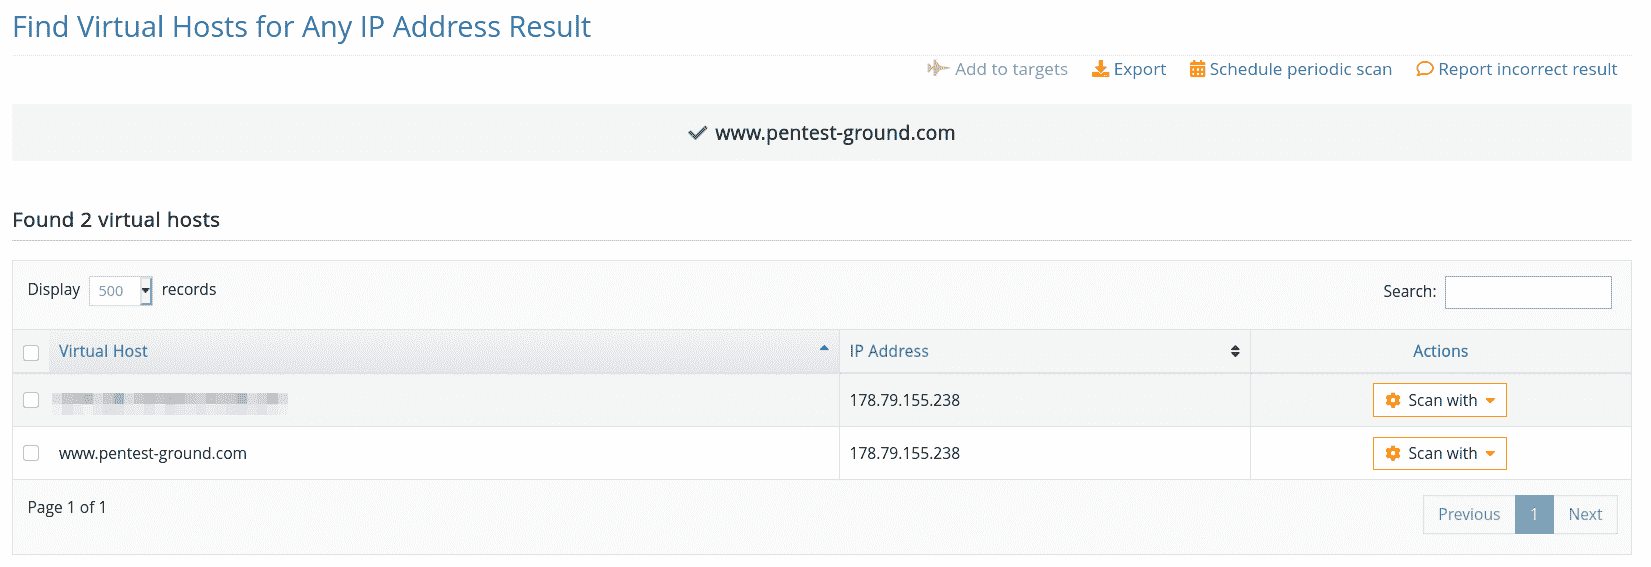 Find Virtual Hosts for Any IP Address Result
Add to targets Export Schedule periodic scan Report incorrect result
www.pentest-ground.com
Found 2 virtual hosts
Display 500 records Search:
Virtual Host IP Address Actions
178.79.155.238 Scan with
www.pentest-ground.com 178.79.155.238 Scan with
Page 1 of 1
Previous 1 Next